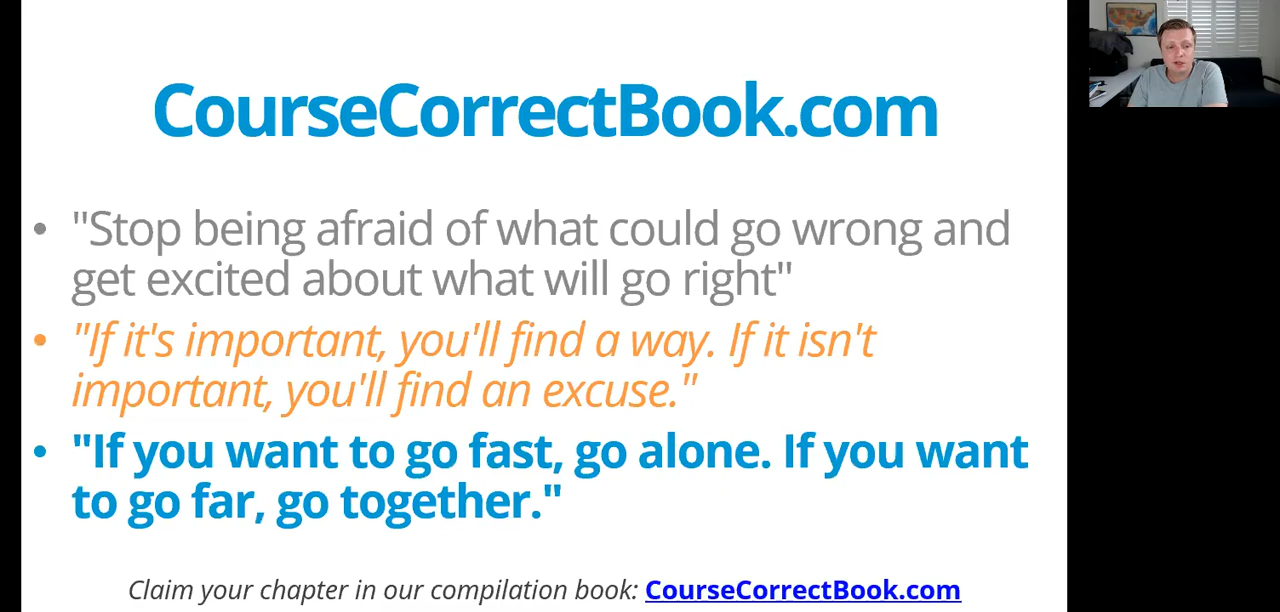 CourseCorrectBook.com
• "Stop being afraid of what could go wrong and
get excited about what will go right"
• "If it's important, you'll find a way. If it isn't
important, you'll find an excuse."
• "If you want to go fast, go alone. If you want
to go far, go together."
Claim your chapter in our compilation book: CourseCorrectBook.com